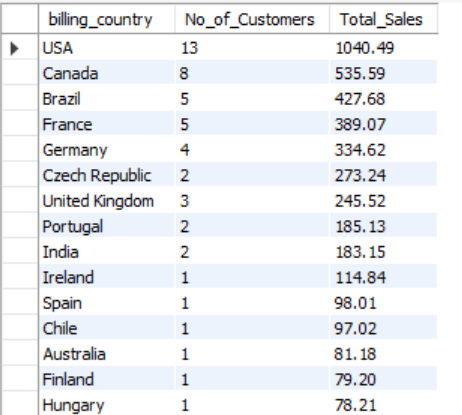 billing_country No_of_Customers Total_Sales
USA 13 1040.49
Canada 8 535.59
Brazil 5 427.68
France 5 389.07
Germany 4 334.62
Czech Republic 2 273.24
United Kingdom 3 245.52
Portugal 2 185.13
India 2 183.15
Ireland 1 114.84
Spain 1 98.01
Chile 1 97.02
Australia 1 81.18
Finland 1 79.20
Hungary 1 78.21